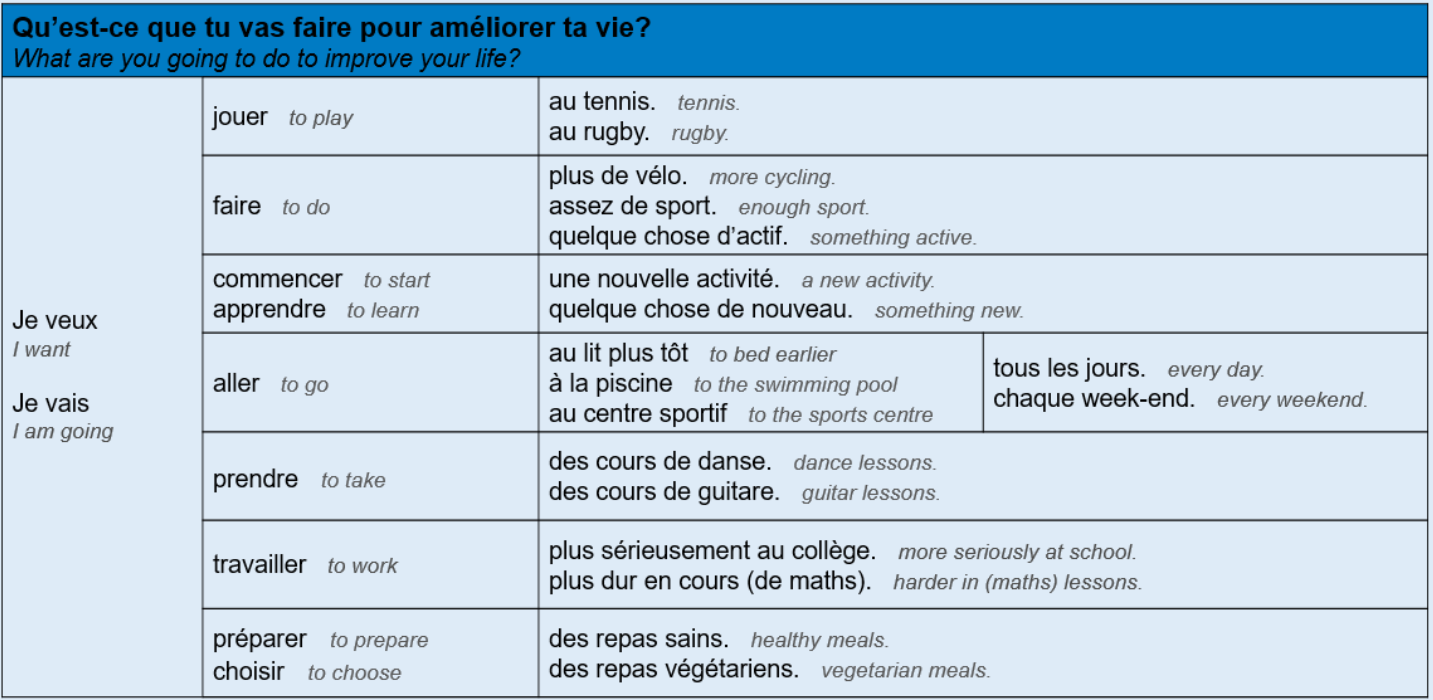 Qu'est-ce que tu vas faire pour améliorer ta vie?
What are you going to do to improve your life?
Je veux
I want
Je vais
I am going
jouer to play
au tennis. tennis.
au rugby. rugby.
faire to do
plus de vélo. more cycling.
assez de sport. enough sport.
quelque chose d'actif. something active.
commencer to start
apprendre to learn
une nouvelle activité. a new activity.
quelque chose de nouveau. something new.
aller to go
au lit plus tôt to bed earlier
à la piscine to the swimming pool
au centre sportif to the sports centre
tous les jours. every day.
chaque week-end. every weekend.
prendre to take
des cours de danse. dance lessons.
des cours de guitare. guitar lessons.
travailler to work
plus sérieusement au collège. more seriously at school.
plus dur en cours (de maths). harder in (maths) lessons.
préparer to prepare
choisir to choose
des repas sains. healthy meals.
des repas végétariens. vegetarian meals.